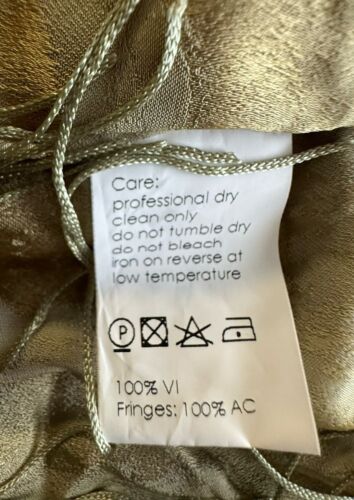 Care:
professional dry
clean only
do not tumble dry
do not bleach
iron on reverse at
low temperature
P
100% VI
Fringes: 100% AC